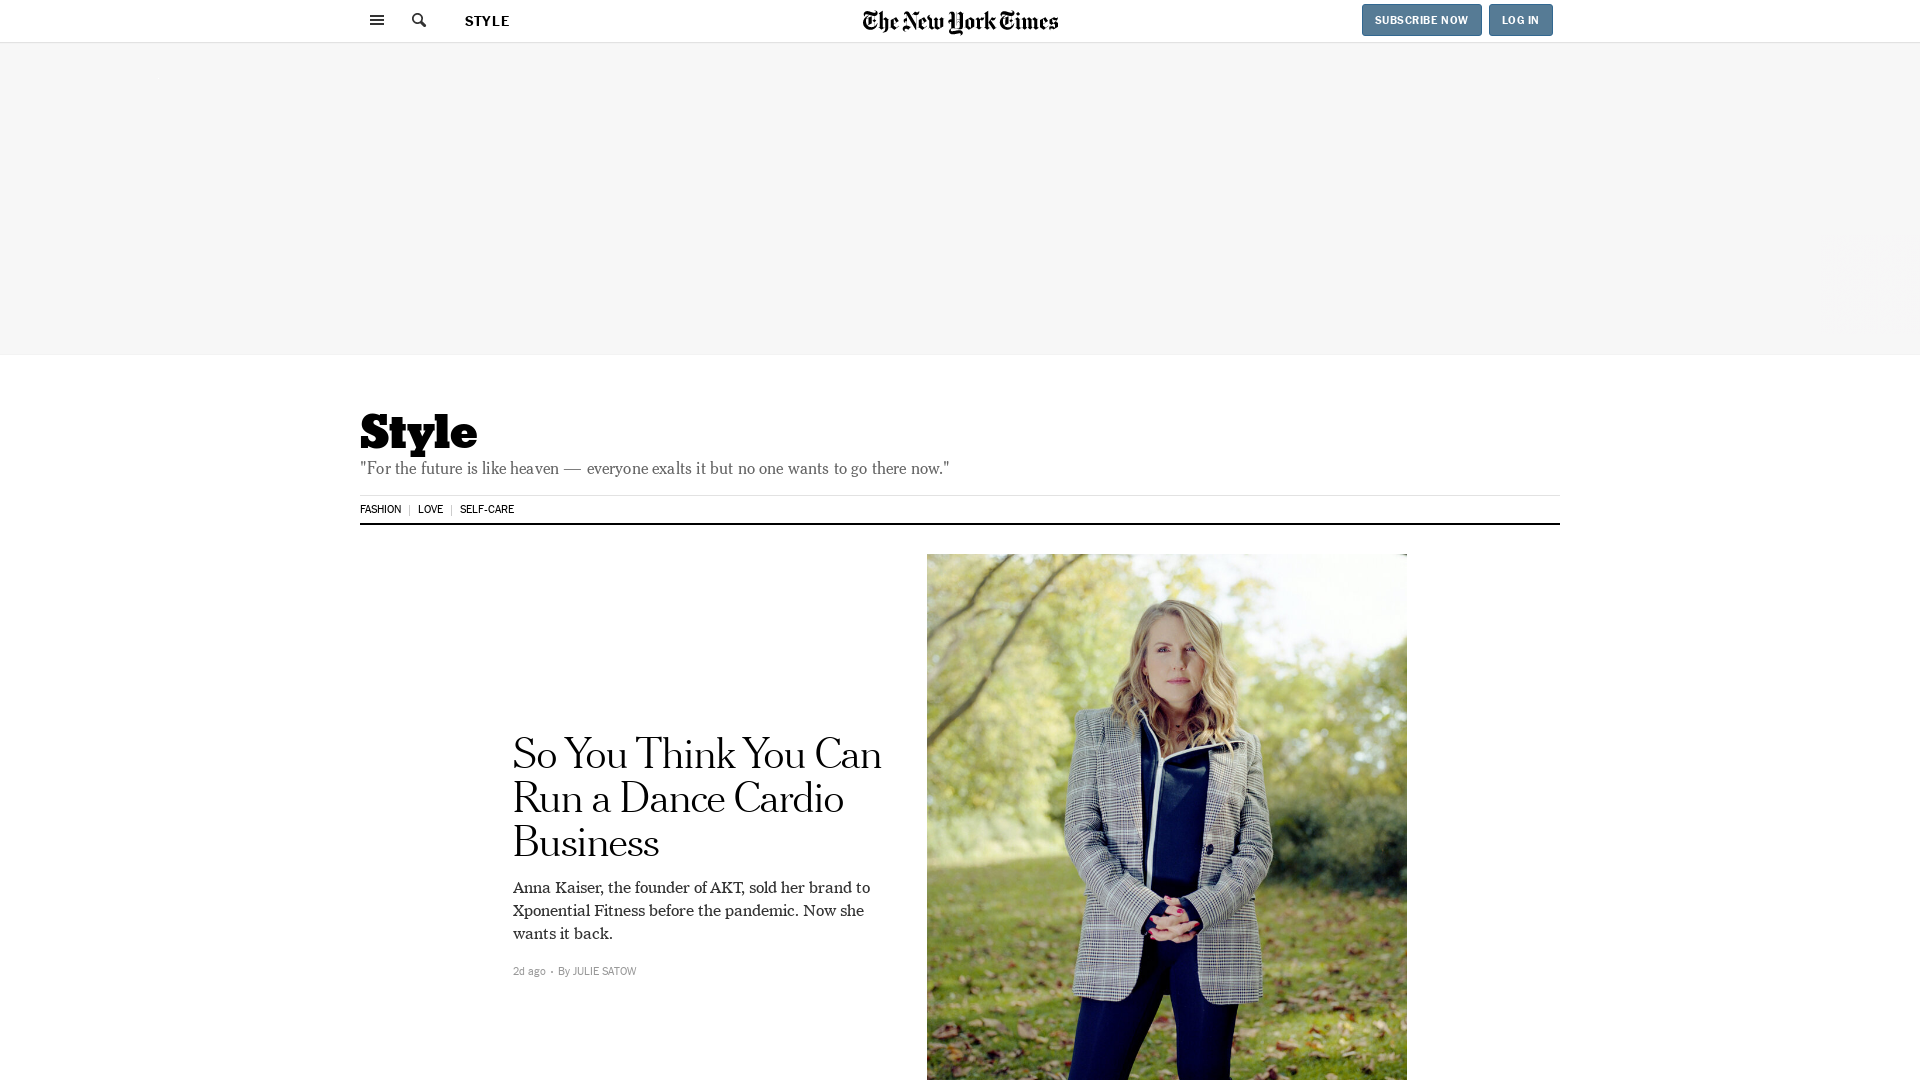 STYLE
The New York Times
SUBSCRIBE NOW
LOG IN
Style
"For the future is like heaven — everyone exalts it but no one wants to go there now."
FASHION
LOVE
SELF-CARE
So You Think You Can
Run a Dance Cardio
Business
Anna Kaiser, the founder of AKT, sold her brand to
Xponential Fitness before the pandemic. Now she
wants it back.
2d ago • By JULIE SATOW